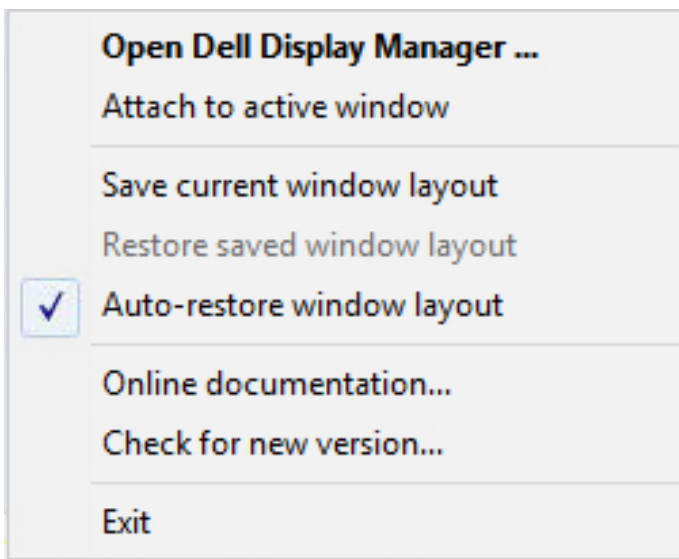 Open Dell Display Manager ...
Attach to active window
Save current window layout
Restore saved window layout
Auto-restore window layout
Online documentation...
Check for new version...
Exit